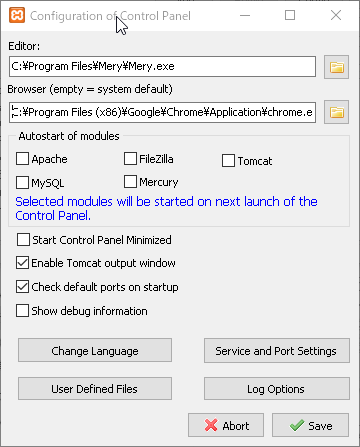 Configuration of Control Panel
Editor:
C:¥Program Files¥Mery¥Mery.exe
Browser (empty = system default)
C:¥Program Files (x86)¥Google¥Chrome¥Application¥chrome.e
Autostart of modules
Apache
FileZilla
Tomcat
MySQL
Mercury
Selected modules will be started on next launch of the
Control Panel.
Start Control Panel Minimized
Enable Tomcat output window
Check default ports on startup
Show debug information
Change Language
Service and Port Settings
User Defined Files
Log Options
Abort
Save